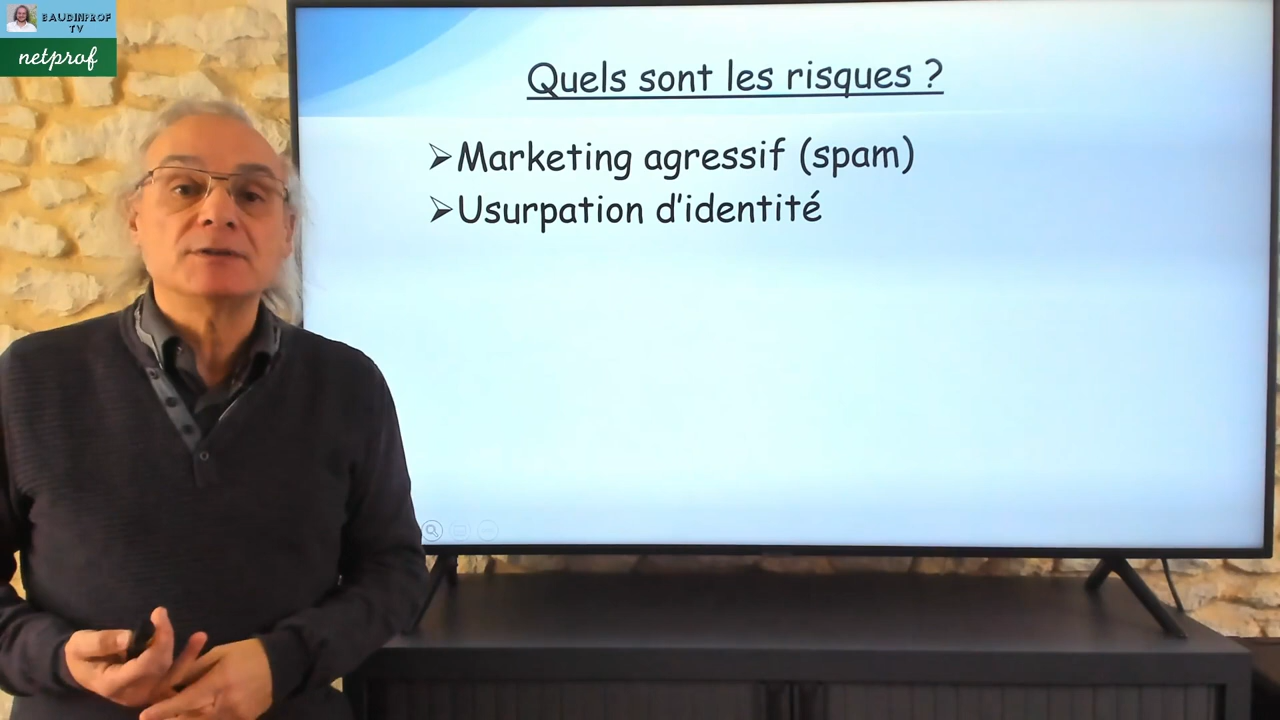 BAUDINPROF
TV
netprof
Quels sont les risques ?
➢Marketing agressif (spam)
➢Usurpation d'identité